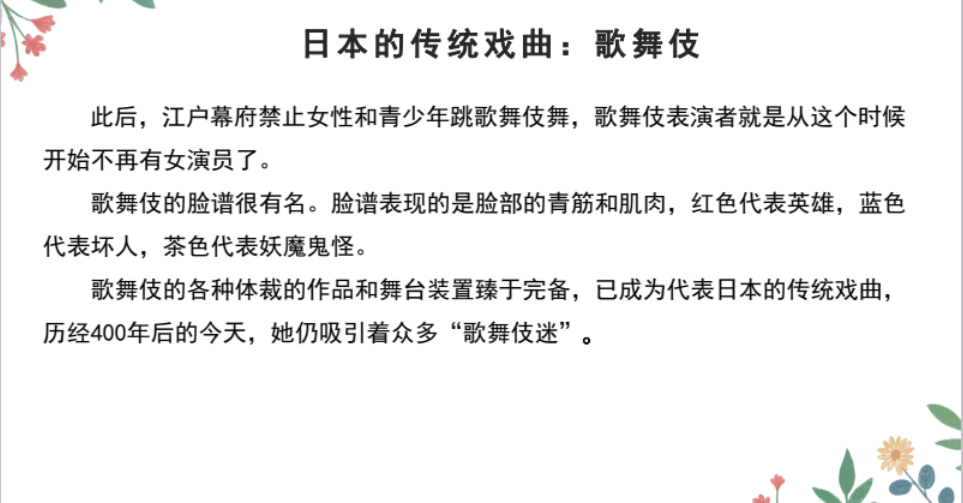 日本的传统戏曲：歌舞伎
此后，江户幕府禁止女性和青少年跳歌舞伎舞，歌舞伎表演者就是从这个时候
开始不再有女演员了。
歌舞伎的脸谱很有名。脸谱表现的是脸部的青筋和肌肉，红色代表英雄，蓝色
代表坏人，茶色代表妖魔鬼怪。
歌舞伎的各种体裁的作品和舞台装置臻于完备，已成为代表日本的传统戏曲，
历经400年后的今天，她仍吸引着众多“歌舞伎迷”。